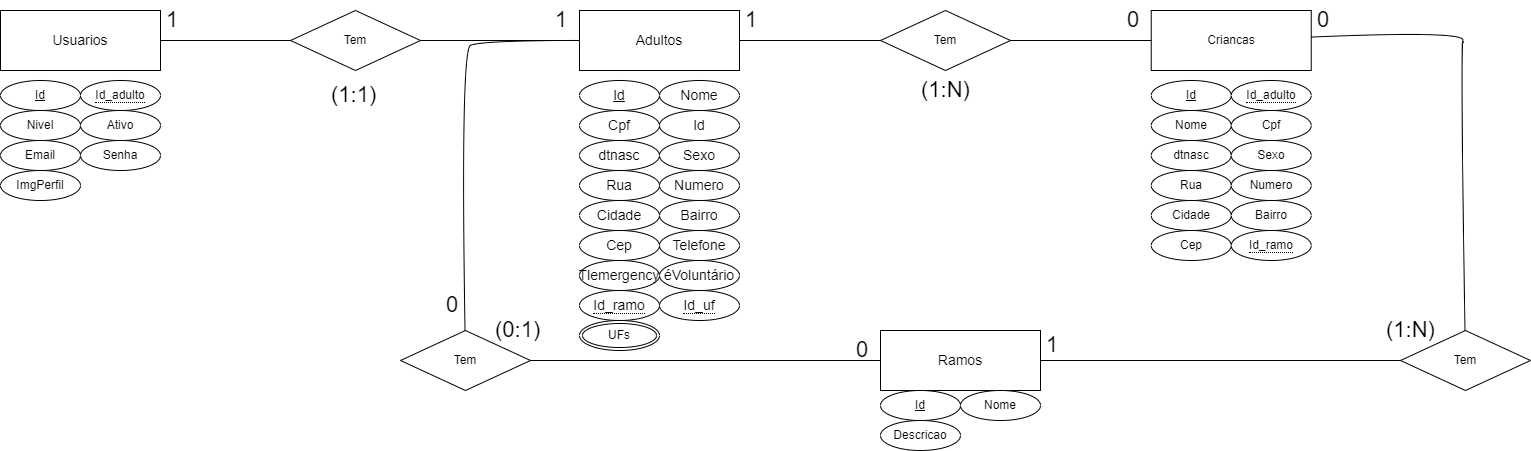 1
1
1
0
0
Usuarios
Tem
Adultos
Tem
Criancas
(1:1)
(1:N)
Id
Id_adulto
Nivel
Ativo
Email
Senha
ImgPerfil
Id
Nome
Cpf
Id
dtnasc
Sexo
Rua
Numero
Cidade
Bairro
Cep
Telefone
Tlemergency
éVoluntário
Id_ramo
Id_uf
UFs
Id
Id_adulto
Nome
Cpf
dtnasc
Sexo
Rua
Numero
Cidade
Bairro
Cep
Id_ramo
0
(0:1)
Tem
0
Ramos
1
(1:N)
Tem
Id
Nome
Descricao